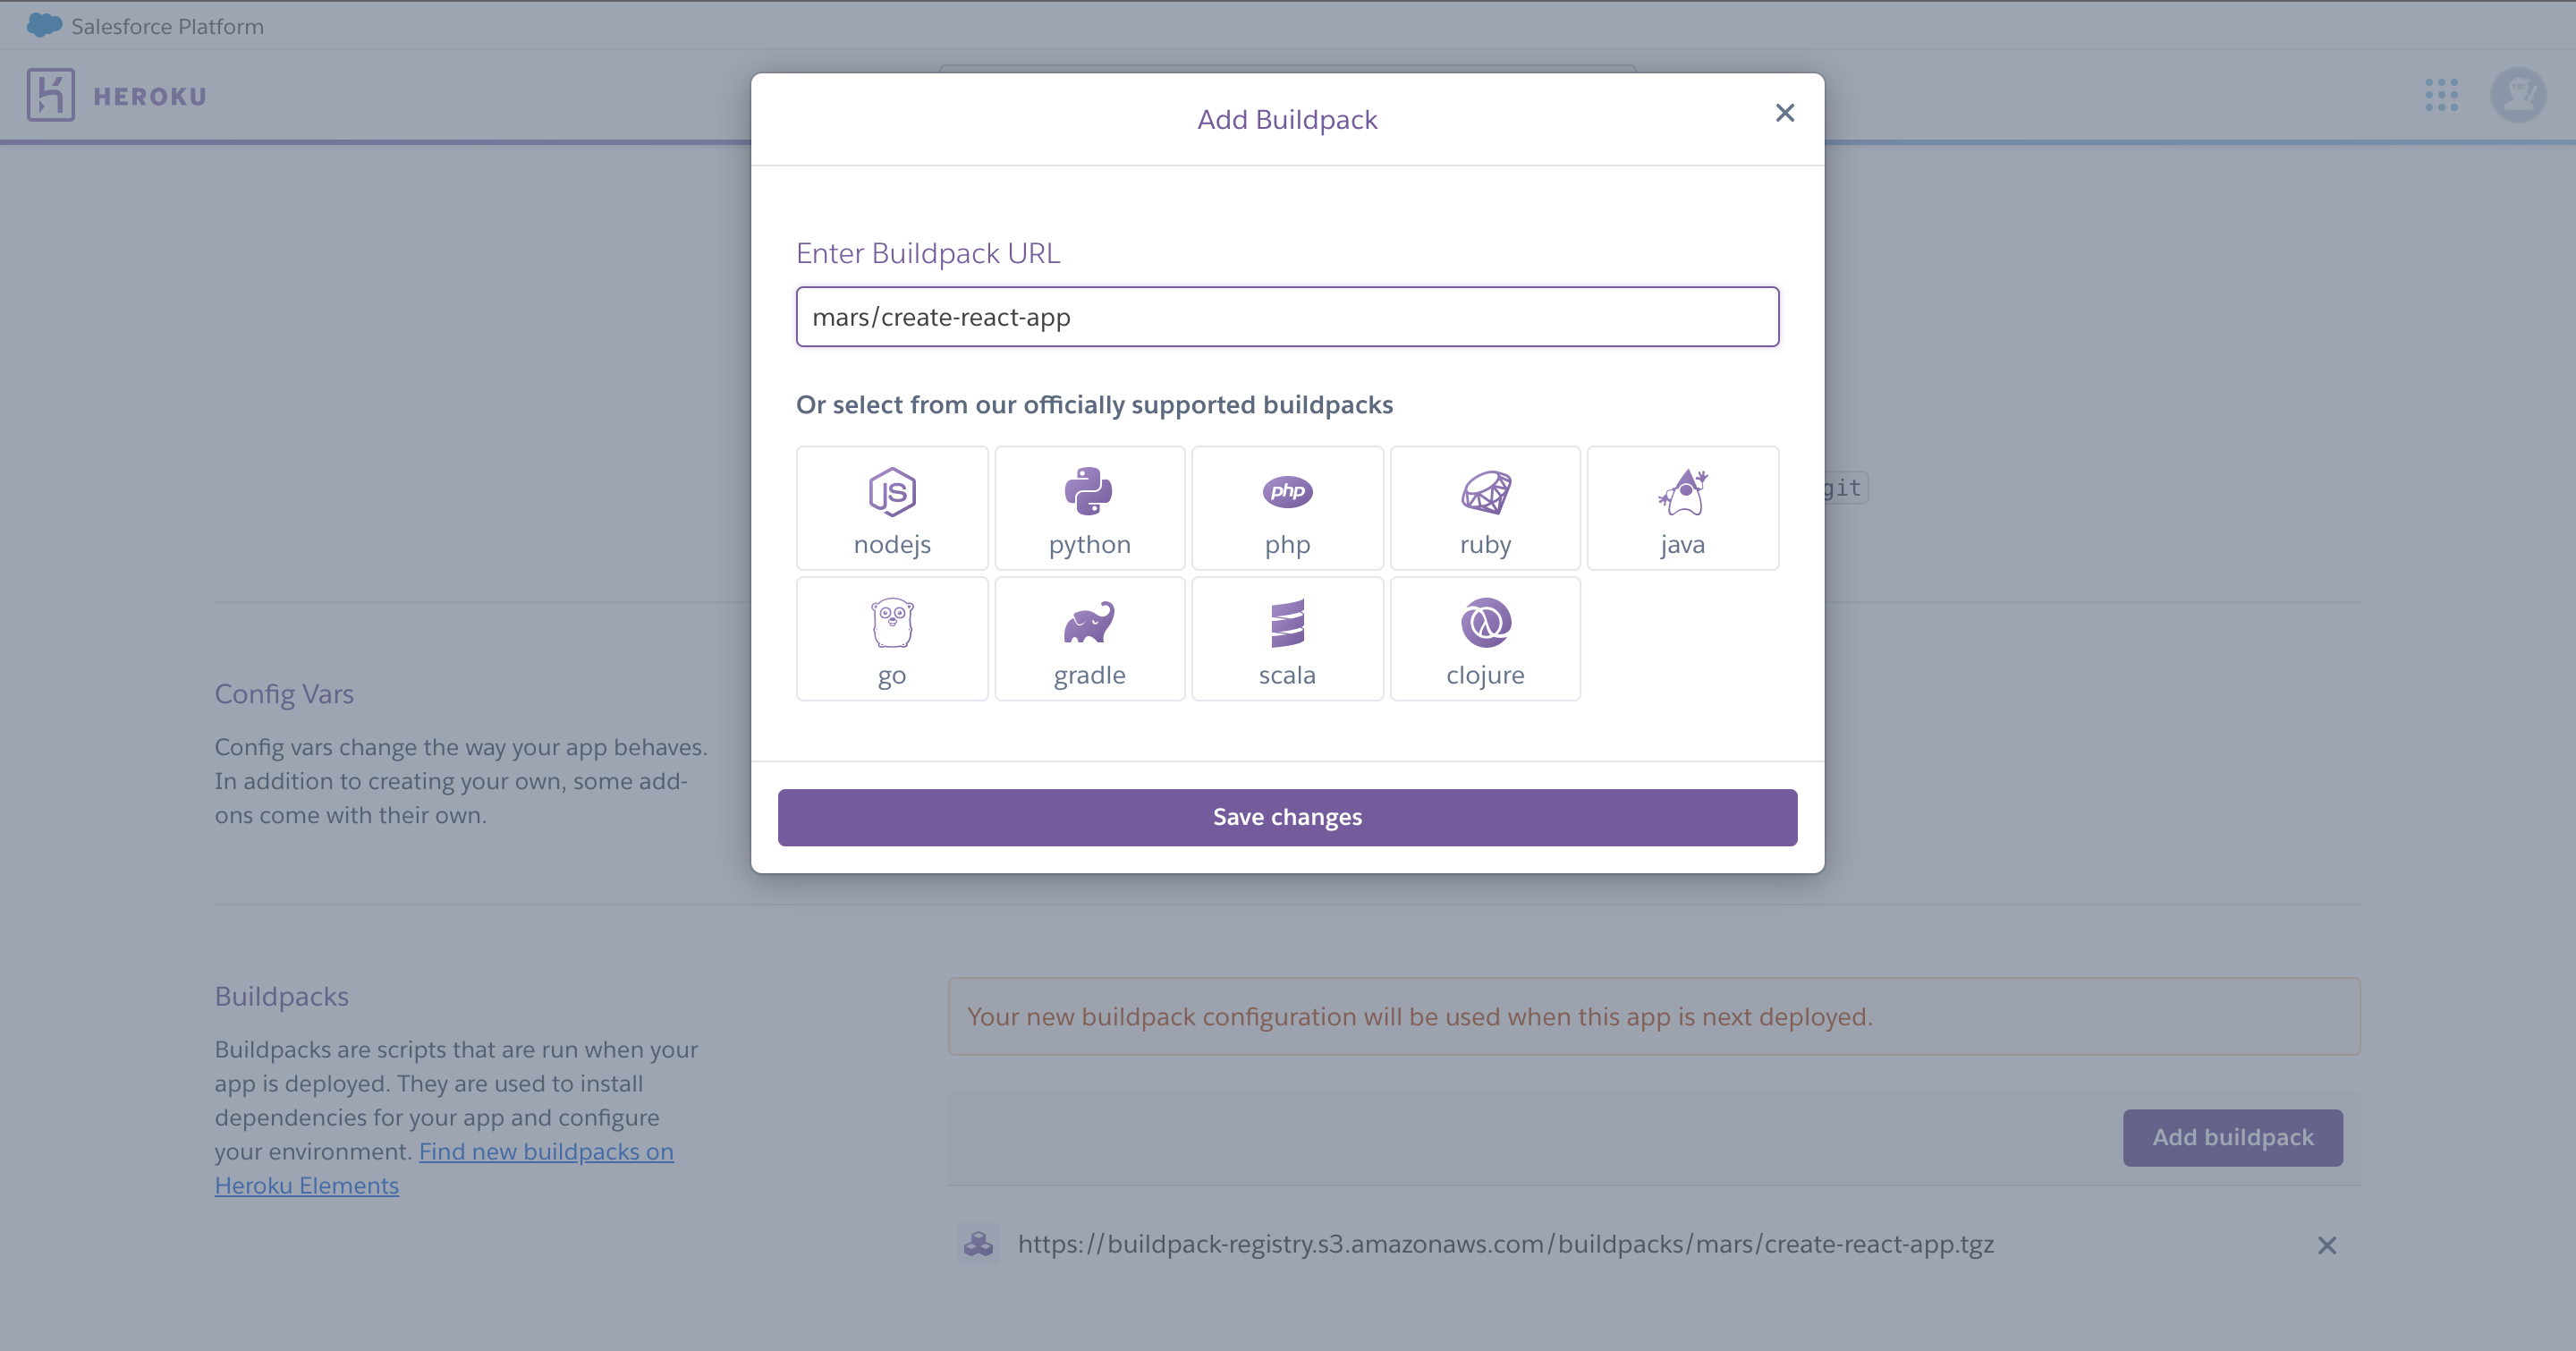 Salesforce Platform
HEROKU
Add Buildpack
Enter Buildpack URL
mars/create-react-app
Or select from our officially supported buildpacks
JS
php
nodejs
python
php
ruby
java
go
gradle
scala
clojure
Save changes
git
Config Vars
Config vars change the way your app behaves.
In addition to creating your own, some add-
ons come with their own.
Buildpacks
Buildpacks are scripts that are run when your
app is deployed. They are used to install
dependencies for your app and configure
your environment. Find new buildpacks on
Heroku Elements
Your new buildpack configuration will be used when this app is next deployed.
Add buildpack
https://buildpack-registry.s3.amazonaws.com/buildpacks/mars/create-react-app.tgz